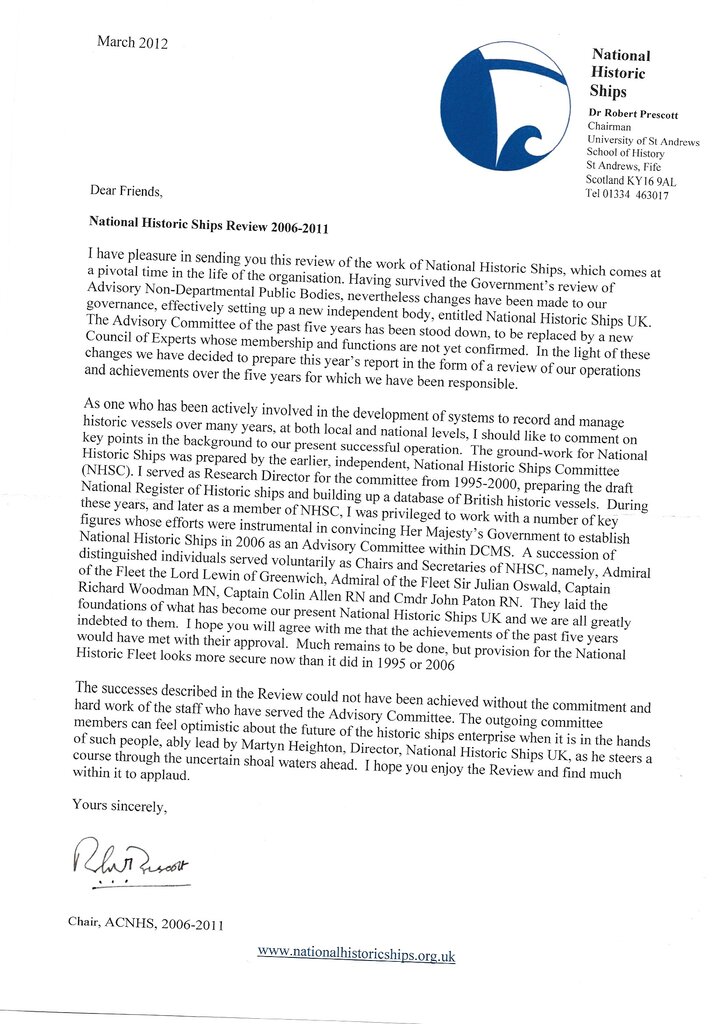 March 2012
National
Historic
Ships
Dr Robert Prescott
Chairman
University of St Andrews
School of History
St Andrews, Fife
Scotland KY16 9AL
Tel 01334 463017
Dear Friends,
National Historic Ships Review 2006-2011
I have pleasure in sending you this review of the work of National Historic Ships, which comes at
a pivotal time in the life of the organisation. Having survived the Government's review of
Advisory Non-Departmental Public Bodies, nevertheless changes have been made to our
governance, effectively setting up a new independent body, entitled National Historic Ships UK.
The Advisory Committee of the past five years has been stood down, to be replaced by a new
Council of Experts whose membership and functions are not yet confirmed. In the light of these
changes we have decided to prepare this year's report in the form of a review of our operations
and achievements over the five years for which we have been responsible.
As one who has been actively involved in the development of systems to record and manage
historic vessels over many years, at both local and national levels, I should like to comment on
key points in the background to our present successful operation. The ground-work for National
Historic Ships was prepared by the earlier, independent, National Historic Ships Committee
(NHSC). I served as Research Director for the committee from 1995-2000, preparing the draft
National Register of Historic ships and building up a database of British historic vessels. During
these years, and later as a member of NHSC, I was privileged to work with a number of key
figures whose efforts were instrumental in convincing Her Majesty's Government to establish
National Historic Ships in 2006 as an Advisory Committee within DCMS. A succession of
distinguished individuals served voluntarily as Chairs and Secretaries of NHSC, namely, Admiral
of the Fleet the Lord Lewin of Greenwich, Admiral of the Fleet Sir Julian Oswald, Captain
Richard Woodman MN, Captain Colin Allen RN and Cmdr John Paton RN. They laid the
foundations of what has become our present National Historic Ships UK and we are all greatly
indebted to them. I hope you will agree with me that the achievements of the past five years
would have met with their approval. Much remains to be done, but provision for the National
Historic Fleet looks more secure now than it did in 1995 or 2006
The successes described in the Review could not have been achieved without the commitment and
hard work of the staff who have served the Advisory Committee. The outgoing committee
members can feel optimistic about the future of the historic ships enterprise when it is in the hands
of such people, ably lead by Martyn Heighton, Director, National Historic Ships UK, as he steers a
course through the uncertain shoal waters ahead. I hope you enjoy the Review and find much
within it to applaud.
Yours sincerely,
Robert Prescott
Chair, ACNHS, 2006-2011
www.nationalhistoricships.org.uk